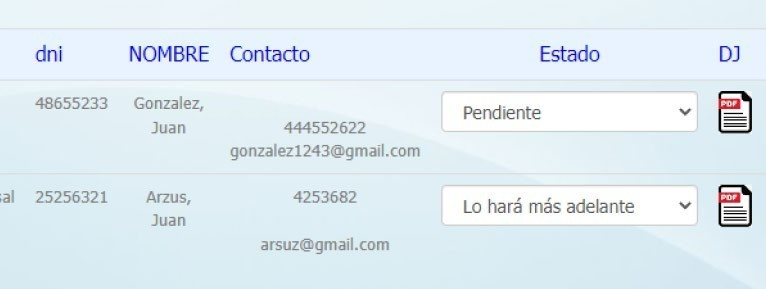 dni NOMBRE Contacto Estado DJ
48655233 Gonzalez, Pendiente PDF
Juan 444552622
gonzalez1243@gmail.com
sal 25256321 Arzus, 4253682 Lo hará más adelante PDF
Juan
arsuz@gmail.com